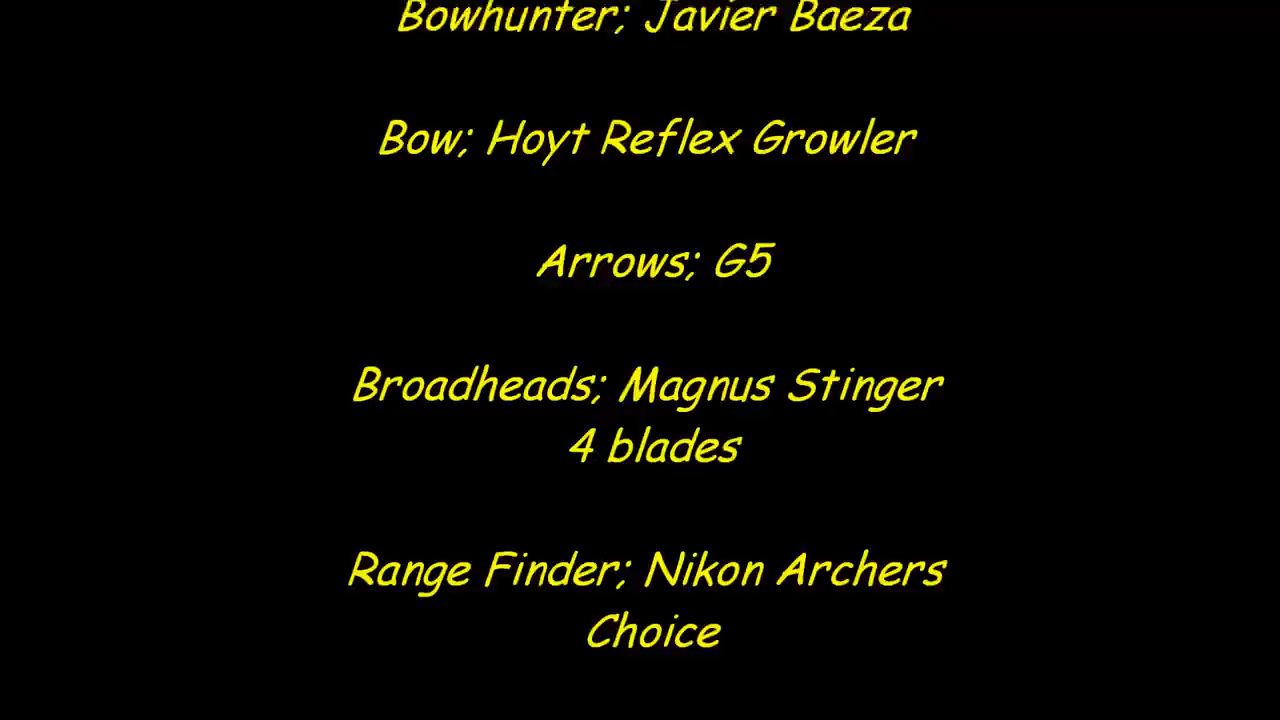 Bowhunter; Javier Baeza
Bow; Hoyt Reflex Growler
Arrows; G5
Broadheads; Magnus Stinger
4 blades
Range Finder; Nikon Archers
Choice